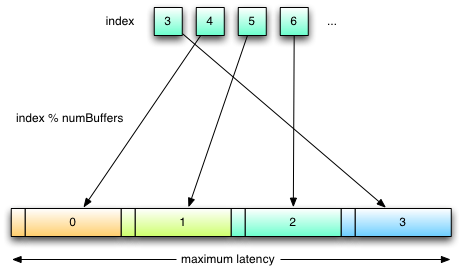 index 3 4 5 6 ...
index % numBuffers
0 1 2 3
maximum latency